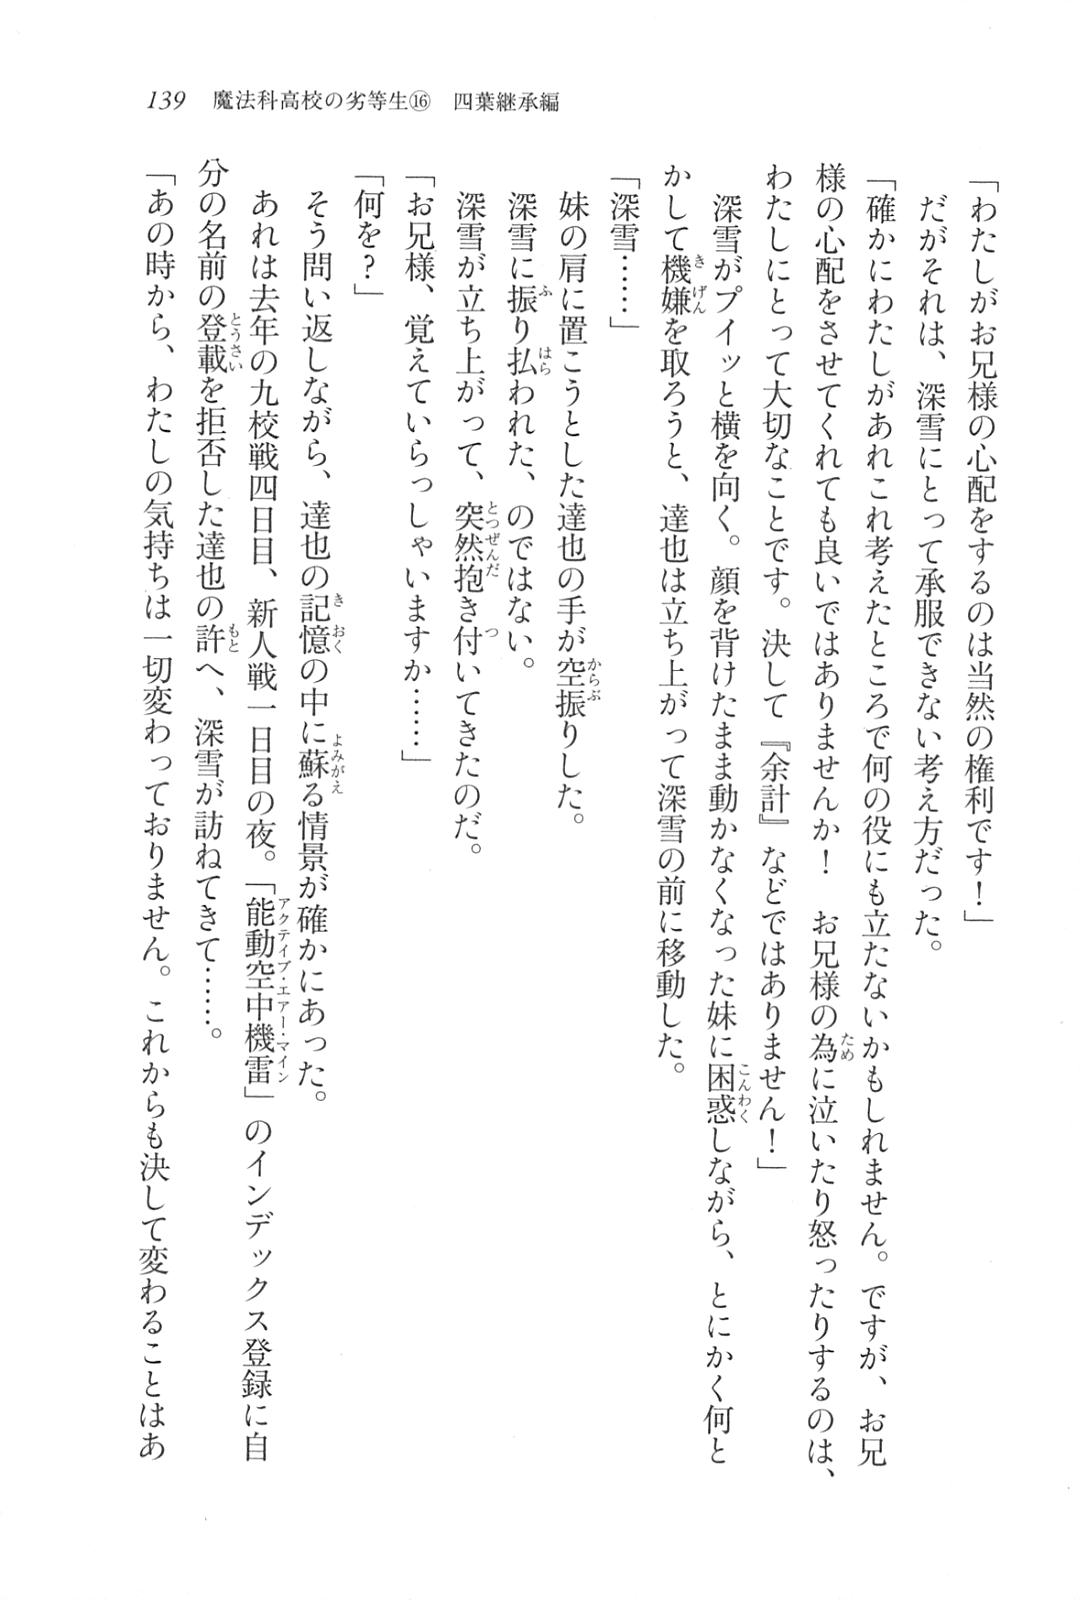 139　魔法科高校の劣等生⑯　四葉継承編
「わたしがお兄様の心配をするのは当然の権利です！」
　だがそれは、深雪にとって承服できない考え方だった。
「確かにわたしがあれこれ考えたところで何の役にも立たないかもしれません。ですが、お兄
様の心配をさせてくれても良いではありませんか！　お兄様の為に泣いたり怒ったりするのは、
わたしにとって大切なことです。決して『余計』などではありません！」
　深雪がプイッと横を向く。顔を背けたまま動かなくなった妹に困惑しながら、とにかく何と
かして機嫌を取ろうと、達也は立ち上がって深雪の前に移動した。
「深雪……」
　妹の肩に置こうとした達也の手が空振りした。
　深雪に振り払われた、のではない。
　深雪が立ち上がって、突然抱き付いてきたのだ。
「お兄様、覚えていらっしゃいますか……」
「何を？」
　そう問い返しながら、達也の記憶の中に蘇る情景が確かにあった。
　あれは去年の九校戦四日目、新人戦一日目の夜。「能動空中機雷」のインデックス登録に自
分の名前の登載を拒否した達也の許へ、深雪が訪ねてきて……。
「あの時から、わたしの気持ちは一切変わっておりません。これからも決して変わることはあ